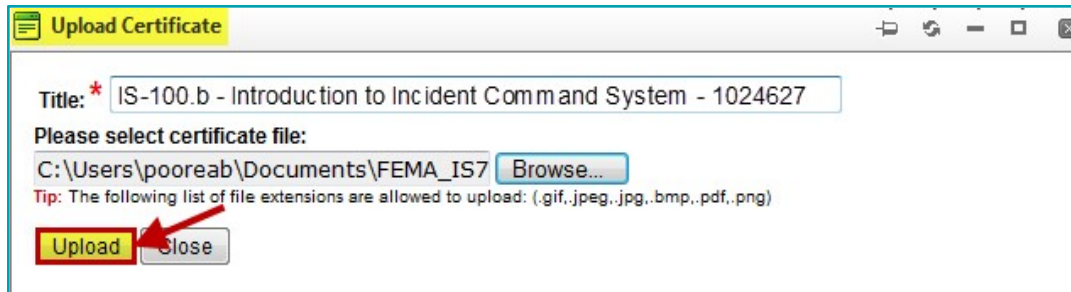 Upload Certificate
Title: * IS-100.b - Introduction to Incident Command System - 1024627
Please select certificate file:
C:\Users\pooreab\Documents\FEMA_IS7 Browse...
Tip: The following list of file extensions are allowed to upload: (.gif,.jpeg,.jpg,.bmp,.pdf,.png)
Upload Close